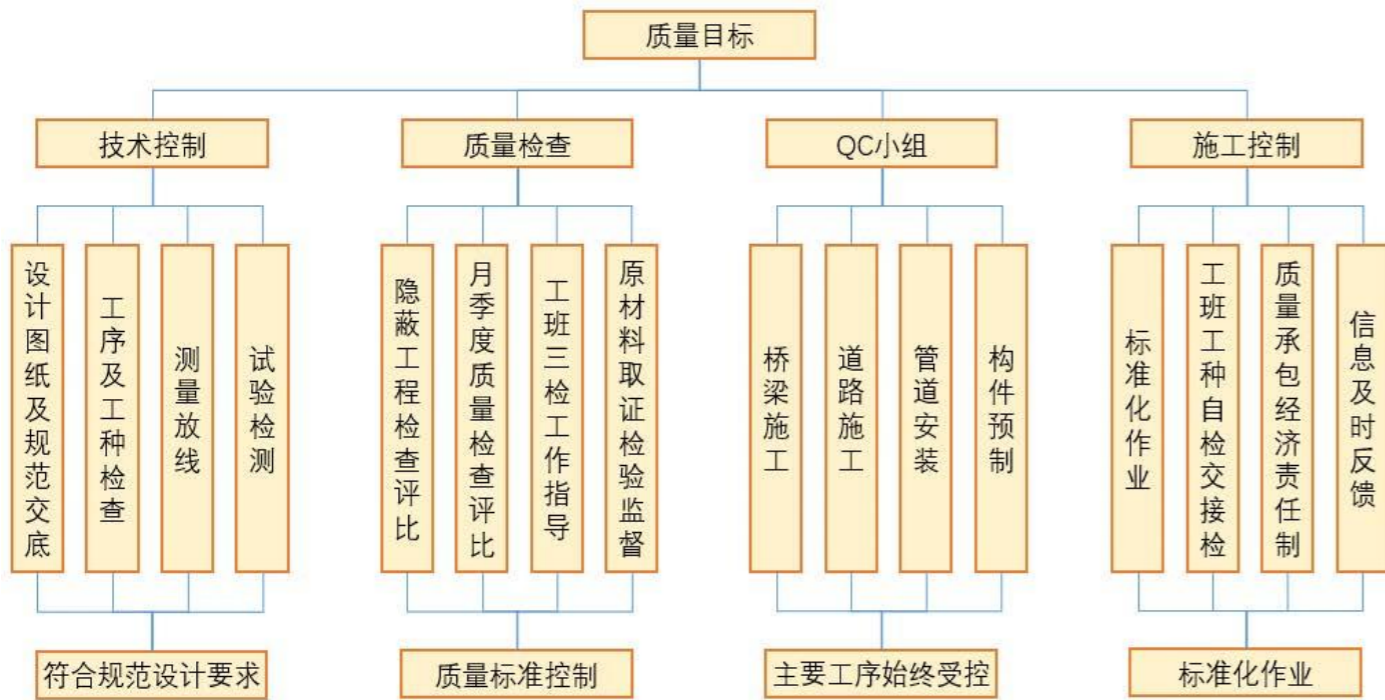 质量目标
技术控制
质量检查
QC小组
施工控制
设计图纸及规范交底
工序及工种检查
测量放线
试验检测
隐蔽工程检查评比
月季度质量检查评比
工班三检工作指导
原材料取证检验监督
桥梁施工
道路施工
管道安装
构件预制
标准化作业
工班工种自检交接检
质量承包经济责任制
信息及时反馈
符合规范设计要求
质量标准控制
主要工序始终受控
标准化作业